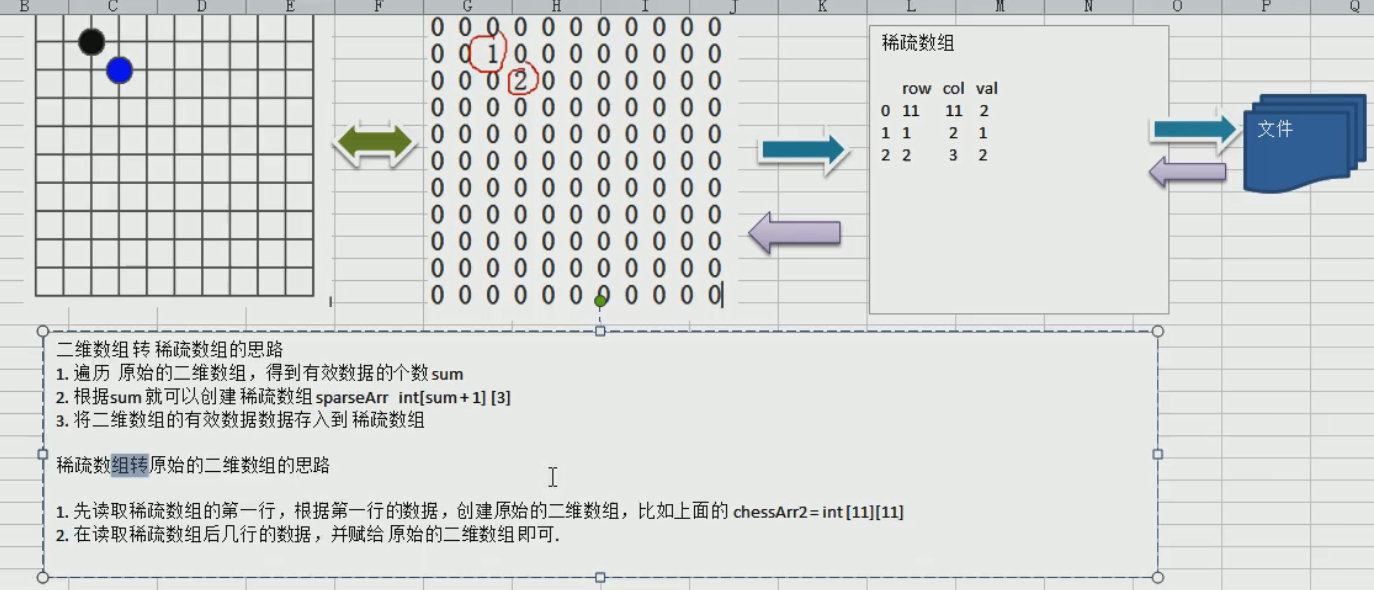 B C D E F G H I J K L M N O P Q
0 0 0 0 0 0 0 0 0 0 0
0 0 1 0 0 0 0 0 0 0 0
0 0 0 2 0 0 0 0 0 0 0
0 0 0 0 0 0 0 0 0 0 0
0 0 0 0 0 0 0 0 0 0 0
0 0 0 0 0 0 0 0 0 0 0
0 0 0 0 0 0 0 0 0 0 0
0 0 0 0 0 0 0 0 0 0 0
0 0 0 0 0 0 0 0 0 0 0
0 0 0 0 0 0 0 0 0 0 0
0 0 0 0 0 0 0 0 0 0 0
稀疏数组
row col val
0 11 11 2
1 1 2 1
2 2 3 2
文件
二维数组 转 稀疏数组的思路
1. 遍历 原始的二维数组，得到有效数据的个数 sum
2. 根据sum 就可以创建 稀疏数组 sparseArr int[sum + 1] [3]
3. 将二维数组的有效数据数据存入到 稀疏数组
稀疏数组转原始的二维数组的思路
1. 先读取稀疏数组的第一行，根据第一行的数据，创建原始的二维数组，比如上面的 chessArr2 = int [11][11]
2. 在读取稀疏数组后几行的数据，并赋给 原始的二维数组 即可.